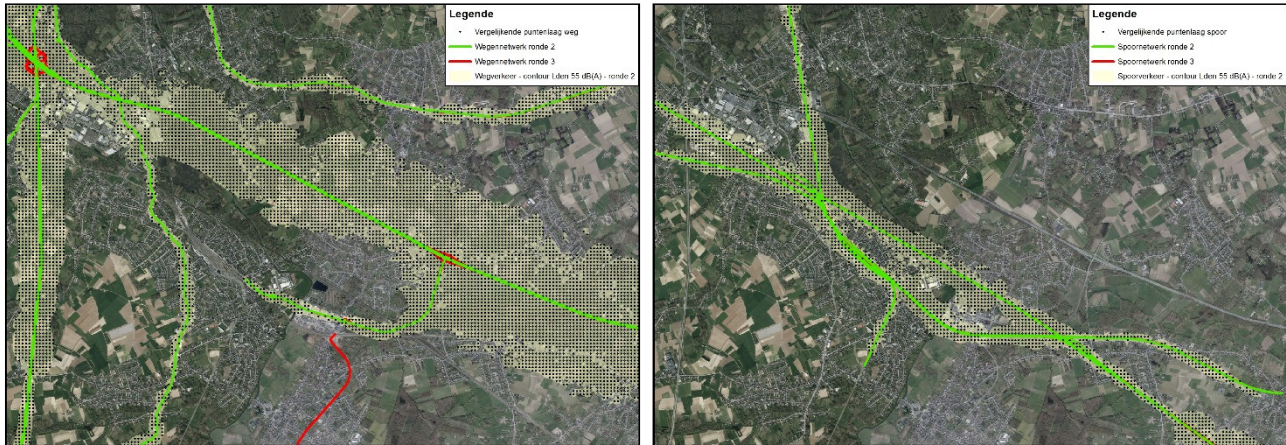 Legende
Vergelijkende puntenlaag weg
Wegennetwerk ronde 2
Wegennetwerk ronde 3
Wegverkeer - contour Lden 55 dB(A) - ronde 2
Legende
Vergelijkende puntenlaag spoor
Spoornetwerk ronde 2
Spoornetwerk ronde 3
Spoorverkeer - contour Lden 55 dB(A) - ronde 2